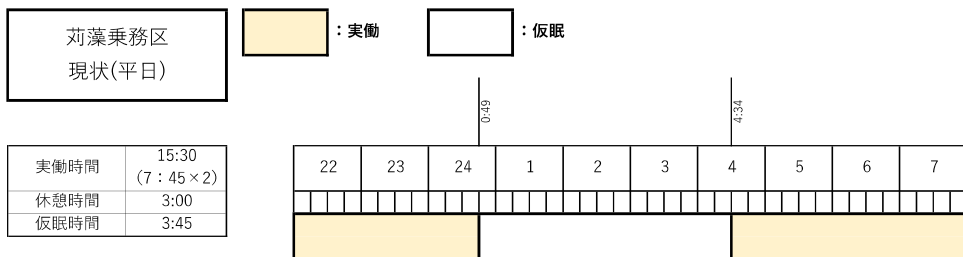 苅藻乗務区
現状(平日)
:実働
:仮眠
0:49
4:34
実働時間 15:30
(7:45×2)
休憩時間 3:00
仮眠時間 3:45
22 23 24 1 2 3 4 5 6 7